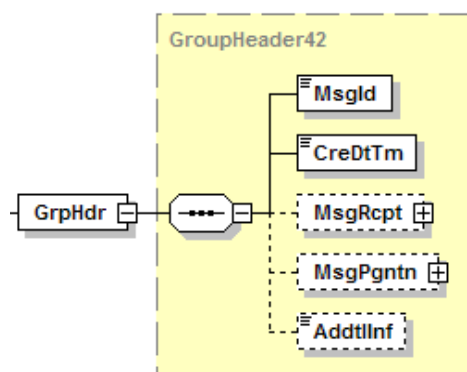 GroupHeader42
MsgId
CreDtTm
GrpHdr
MsgRcpt
MsgPgntn
AddtlInf